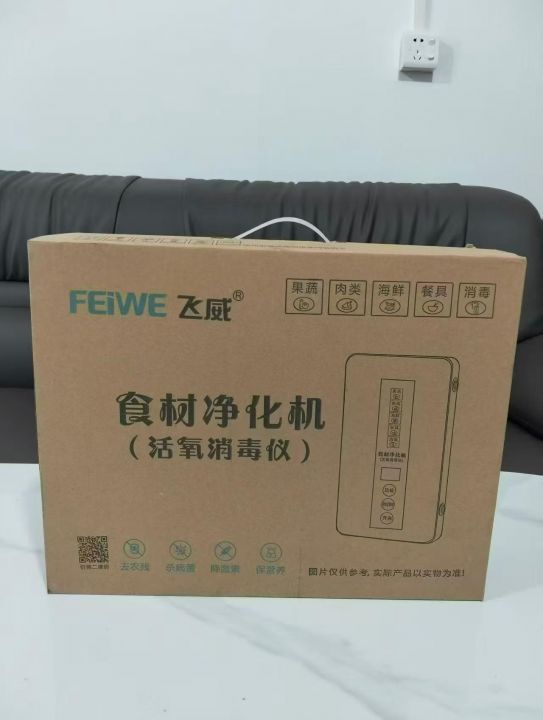 FEiWE 飞威®
果蔬 肉类 海鲜 餐具 消毒
食材净化机
（活氧消毒仪）
食材净化机
去农残 杀病菌 降激素 保营养
图片仅供参考，实际产品以实物为准！